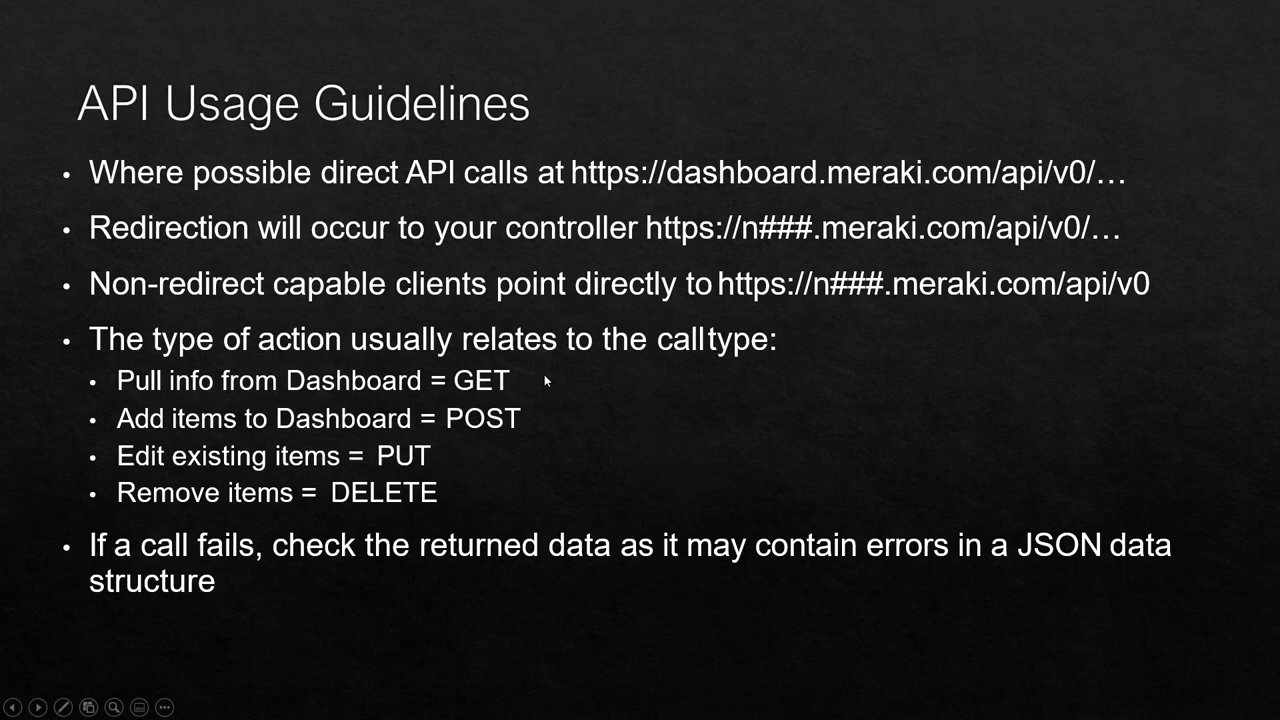 API Usage Guidelines
• Where possible direct API calls at https://dashboard.meraki.com/api/v0/…
• Redirection will occur to your controller https://n###.meraki.com/api/v0/…
• Non-redirect capable clients point directly to https://n###.meraki.com/api/v0
• The type of action usually relates to the call type:
• Pull info from Dashboard = GET
• Add items to Dashboard = POST
• Edit existing items = PUT
• Remove items = DELETE
• If a call fails, check the returned data as it may contain errors in a JSON data
structure